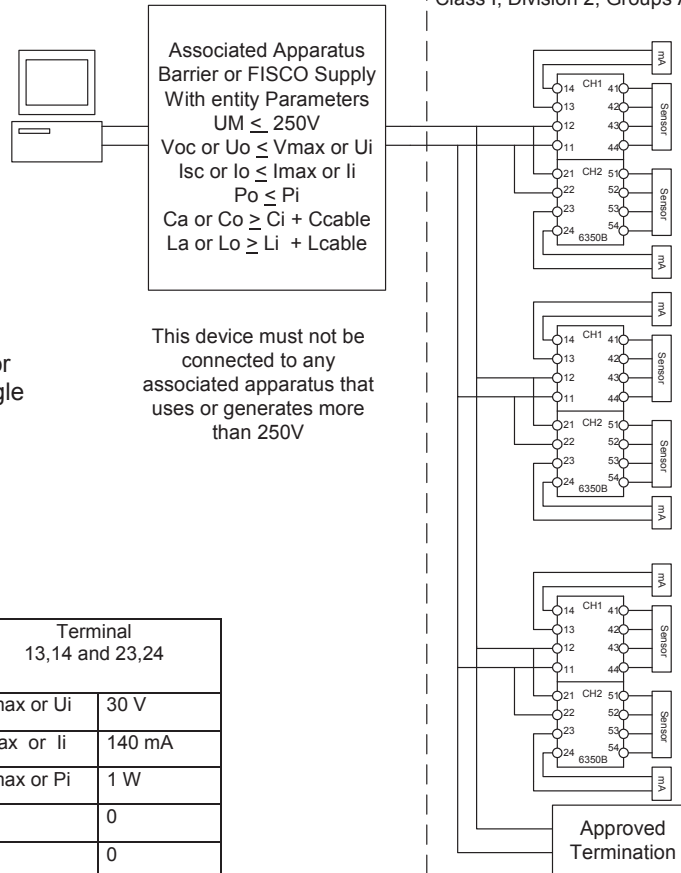 Class I, Division 2, Groups
Associated Apparatus
Barrier or FISCO Supply
With entity Parameters
UM ≤ 250V
Voc or Uo ≤ Vmax or Ui
Isc or Io ≤ Imax or Ii
Po ≤ Pi
Ca or Co ≥ Ci + Ccable
La or Lo ≥ Li + Lcable
This device must not be
connected to any
associated apparatus that
uses or generates more
than 250V
mA
14 CH1 41
13 42
12 43
11 44
Sensor
21 CH2 51
22 52
23 53
24 54
6350B
Sensor
mA
mA
14 CH1 41
13 42
12 43
11 44
Sensor
21 CH2 51
22 52
23 53
24 54
6350B
Sensor
mA
mA
14 CH1 41
13 42
12 43
11 44
Sensor
21 CH2 51
22 52
23 53
24 54
6350B
Sensor
mA
Approved
Termination
Terminal
13,14 and 23,24
max or Ui 30 V
ax or Ii 140 mA
max or Pi 1 W
0
0